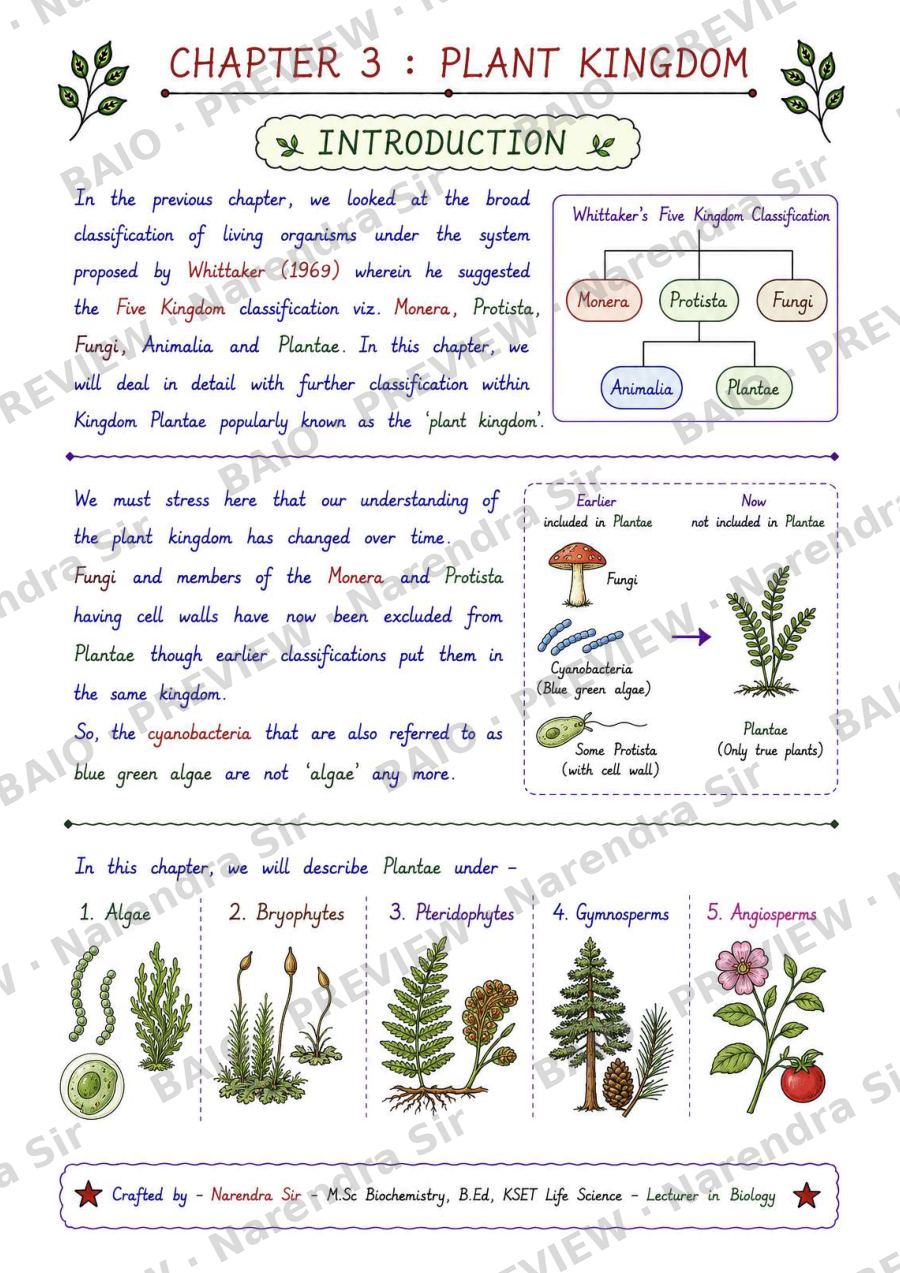 CHAPTER 3 : PLANT KINGDOM
INTRODUCTION
In the previous chapter, we looked at the broad
classification of living organisms under the system
proposed by Whittaker (1969) wherein he suggested
the Five Kingdom classification viz. Monera, Protista,
Fungi, Animalia and Plantae. In this chapter, we
will deal in detail with further classification within
Kingdom Plantae popularly known as the ‘plant kingdom’.
Whittaker’s Five Kingdom Classification
Monera Protista Fungi
Animalia Plantae
We must stress here that our understanding of
the plant kingdom has changed over time.
Fungi and members of the Monera and Protista
having cell walls have now been excluded from
Plantae though earlier classifications put them in
the same kingdom.
So, the cyanobacteria that are also referred to as
blue green algae are not ‘algae’ any more.
Earlier
included in Plantae
Fungi
Cyanobacteria
(Blue green algae)
Some Protista
(with cell wall)
Now
not included in Plantae
Plantae
(Only true plants)
In this chapter, we will describe Plantae under –
1. Algae
2. Bryophytes
3. Pteridophytes
4. Gymnosperms
5. Angiosperms
Crafted by – Narendra Sir – M.Sc Biochemistry, B.Ed, KSET Life Science – Lecturer in Biology
BAIO · PREVIEW · Narendra Sir